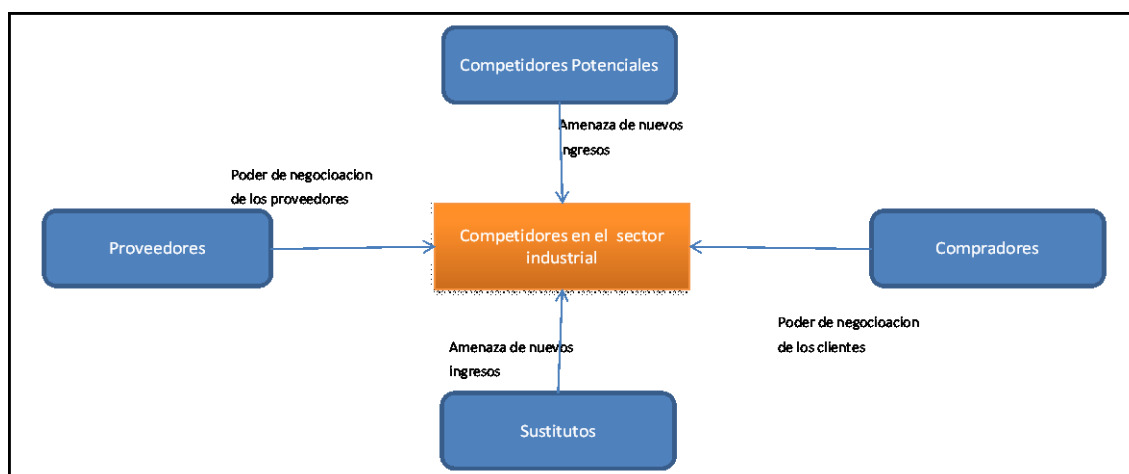 Competidores Potenciales
Amenaza de nuevos
ingresos
Poder de negocioacion
de los proveedores
Proveedores
Competidores en el sector
industrial
Compradores
Poder de negocioacion
de los clientes
Amenaza de nuevos
ingresos
Sustitutos